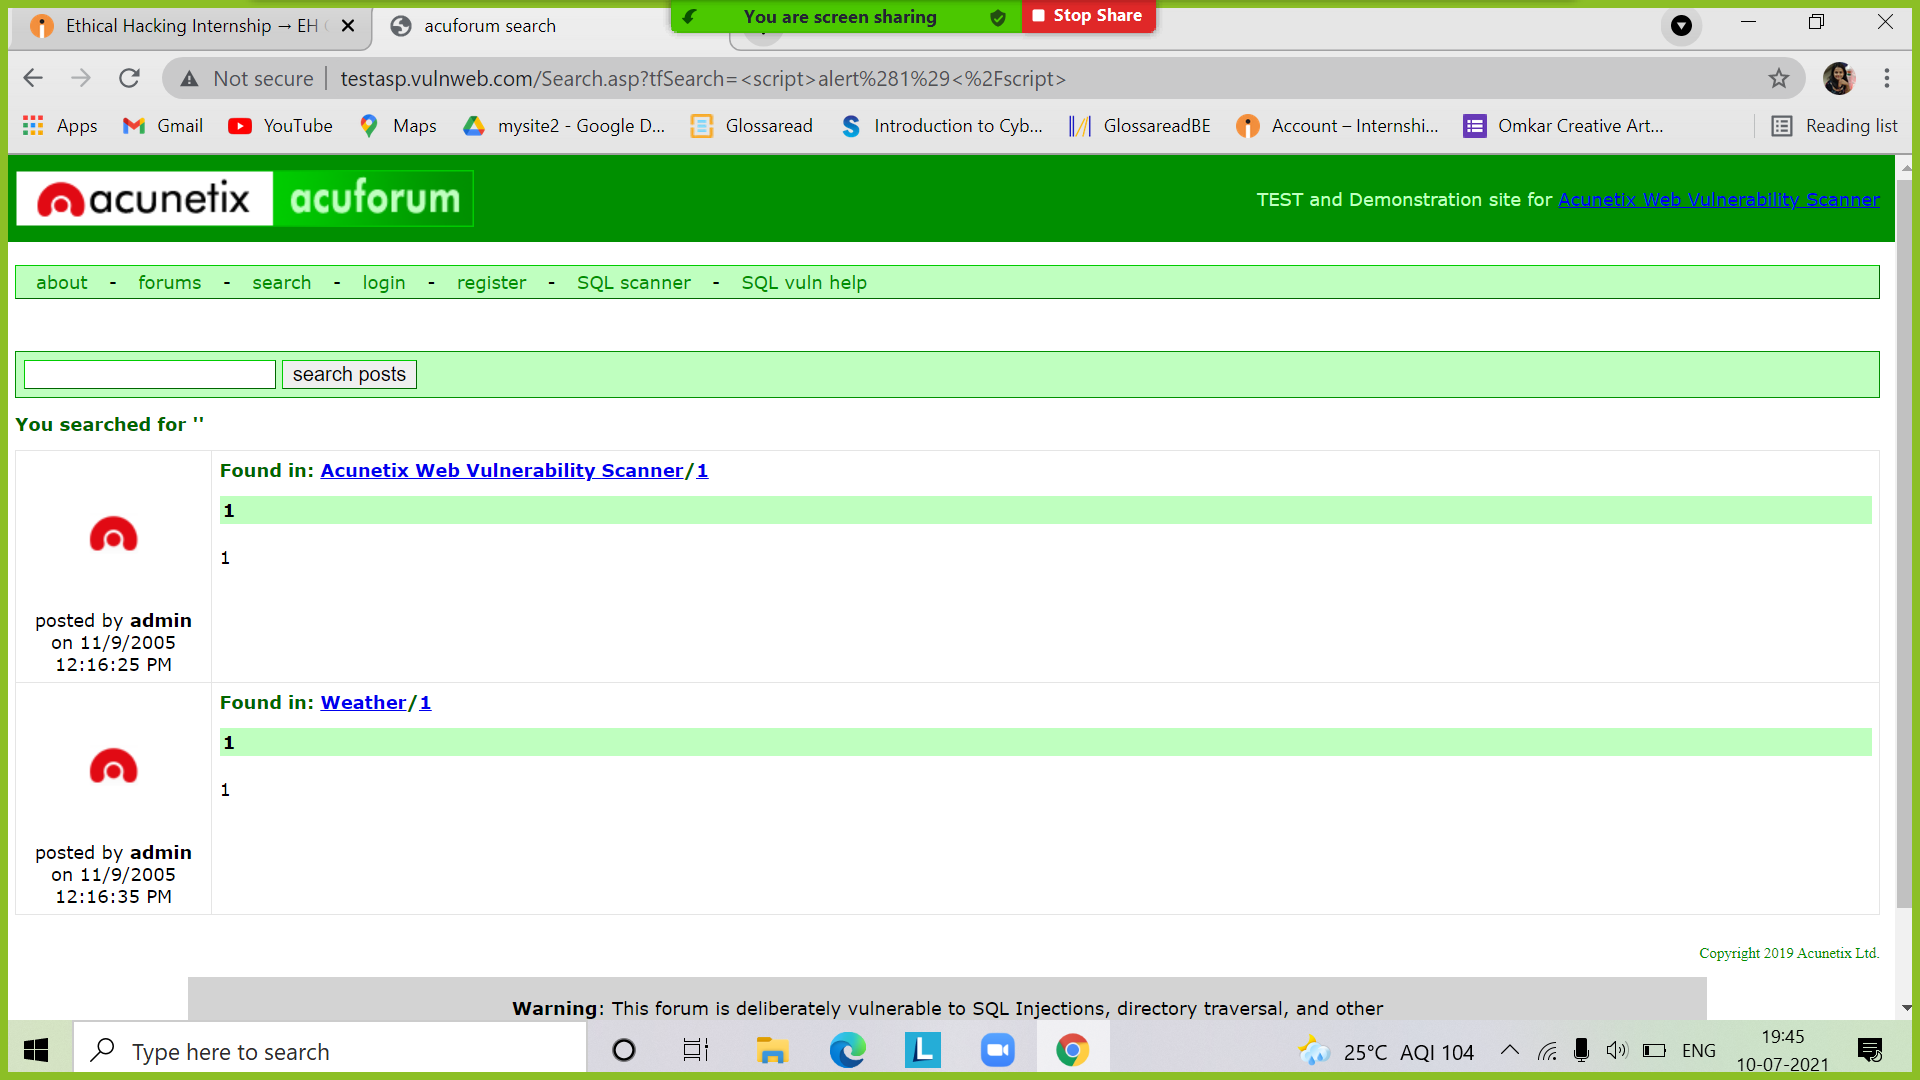 You are screen sharing Stop Share
Ethical Hacking Internship → EH acuforum search
Not secure testasp.vulnweb.com/Search.asp?tfSearch=<script>alert%281%29<%2Fscript>
Apps Gmail YouTube Maps mysite2 - Google D... Glossaread Introduction to Cyb... GlossareadBE Account – Internshi... Omkar Creative Art... Reading list
acunetix acuforum TEST and Demonstration site for Acunetix Web Vulnerability Scanner
about - forums - search - login - register - SQL scanner - SQL vuln help
search posts
You searched for ''
Found in: Acunetix Web Vulnerability Scanner/1
1
1
posted by admin
on 11/9/2005
12:16:25 PM
Found in: Weather/1
1
1
posted by admin
on 11/9/2005
12:16:35 PM
Copyright 2019 Acunetix Ltd.
Warning: This forum is deliberately vulnerable to SQL Injections, directory traversal, and other
Type here to search L 25°C AQI 104 ENG 19:45
10-07-2021